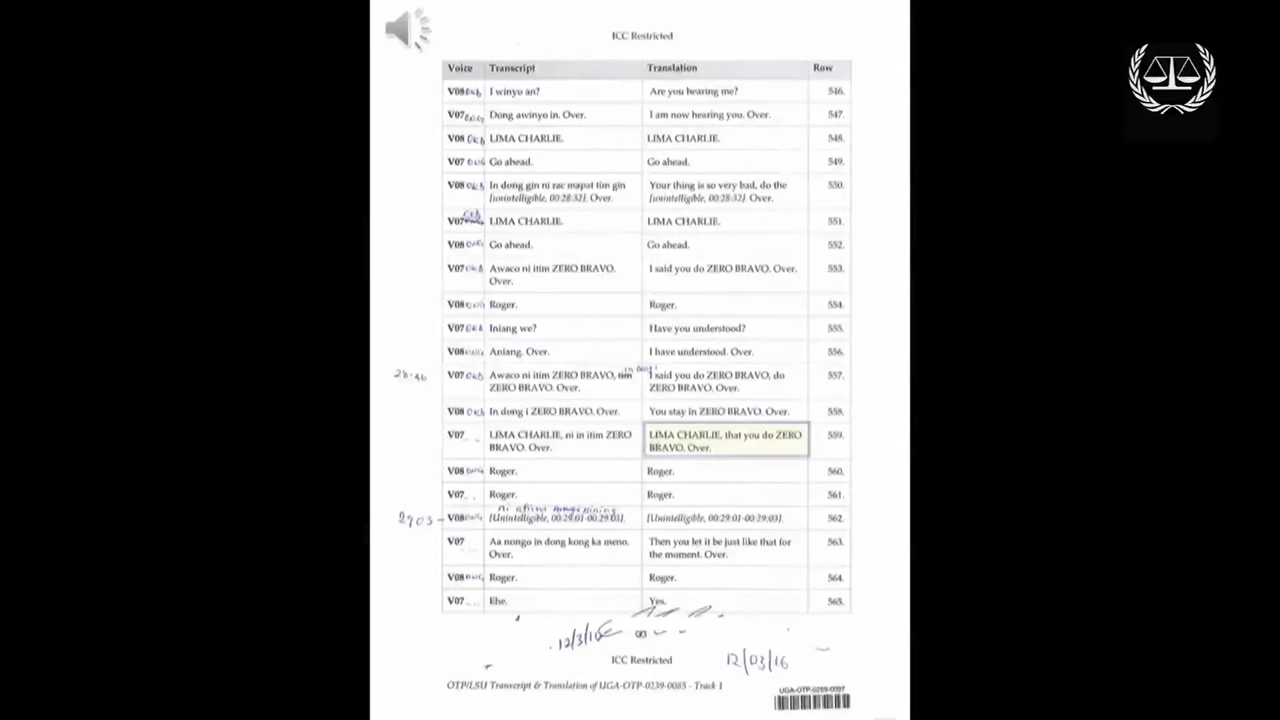 ICC Restricted
Voice Transcript Translation Row
V08 I winyo an? Are you hearing me? 546.
V07 Dong awinyo in. Over. I am now hearing you. Over. 547.
V08 LIMA CHARLIE. LIMA CHARLIE. 548.
V07 Go ahead. Go ahead. 549.
V08 In dong gin ni rac mapat tim gin Your thing is so very bad, do the 550.
[unintelligible, 00:28:32]. Over. [unintelligible, 00:28:32] Over.
V07 LIMA CHARLIE. LIMA CHARLIE. 551.
V08 Go ahead. Go ahead. 552.
V07 Awaco ni itim ZERO BRAVO. I said you do ZERO BRAVO. Over. 553.
Over.
V08 Roger. Roger. 554.
V07 Iniang we? Have you understood? 555.
V08 Aniang. Over. I have understood. Over. 556.
28:46 V07 Awaco ni itim ZERO BRAVO, tim I said you do ZERO BRAVO, do 557.
ZERO BRAVO. Over. ZERO BRAVO. Over.
V08 In dong i ZERO BRAVO. Over. You stay in ZERO BRAVO. Over. 558.
V07 LIMA CHARLIE, ni in itim ZERO LIMA CHARLIE, that you do ZERO 559.
BRAVO. Over. BRAVO. Over.
V08 Roger. Roger. 560.
V07 Roger. Roger. 561.
2903 - V08 [Unintelligible, 00:29:01-00:29:03]. [Unintelligible, 00:29:01-00:29:03]. 562.
V07 Aa nongo in dong kong ka meno. Then you let it be just like that for 563.
Over. the moment. Over.
V08 Roger. Roger. 564.
V07 Ehe. Yes. 565.
12/3/16
ICC Restricted 12/03/16
OTP/LSU Transcript & Translation of UGA-OTP-0239-0085 - Track 1
UGA-OTP-0259-0097